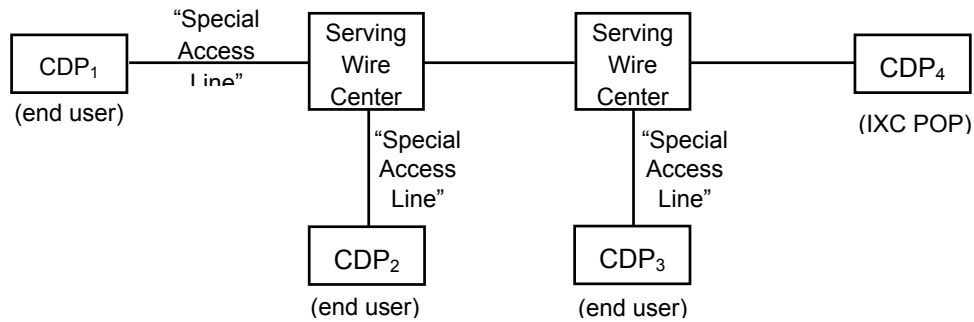 “Special
Access
Line”
CDP1
(end user)
Serving
Wire
Center
Serving
Wire
Center
CDP4
(IXC POP)
“Special
Access
Line”
“Special
Access
Line”
CDP2
(end user)
CDP3
(end user)